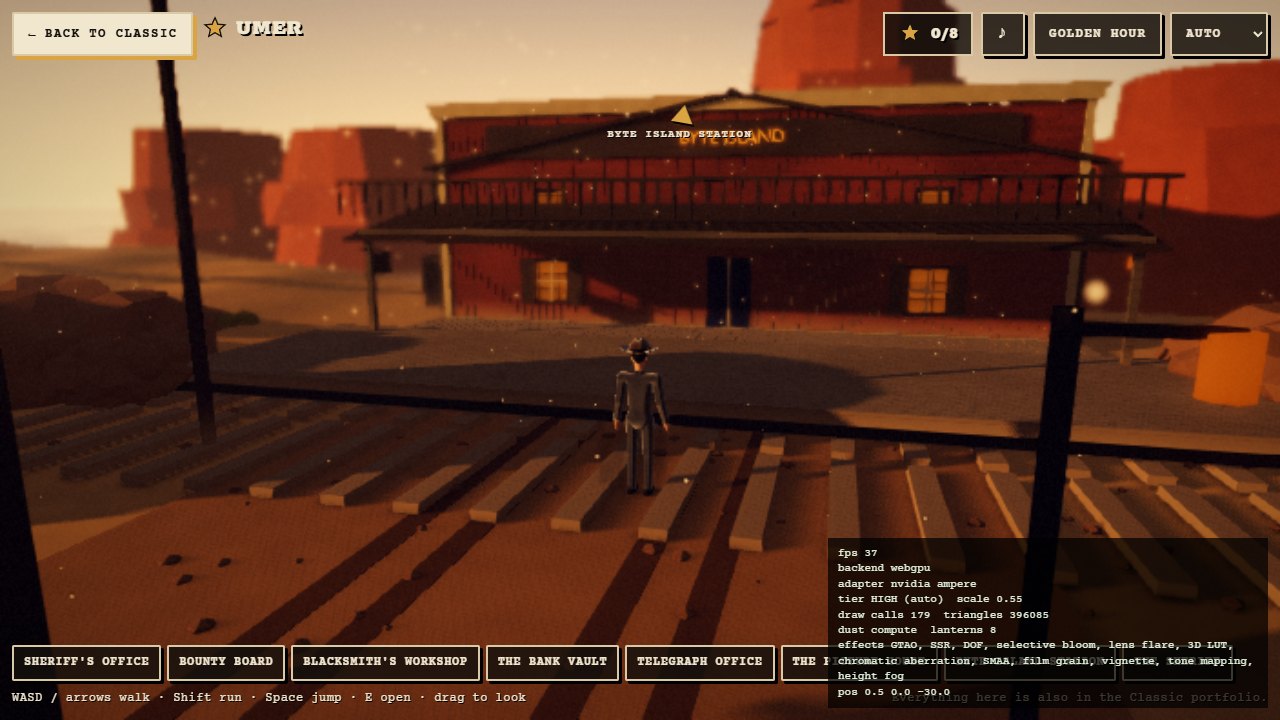 ← BACK TO CLASSIC
UMER
0/8
♪
GOLDEN HOUR
AUTO
BYTE ISLAND STATION
BYTE ISLAND
fps 37
backend webgpu
adapter nvidia ampere
tier HIGH (auto) scale 0.55
draw calls 179 triangles 396085
dust compute lanterns 8
effects GTAO, SSR, DOF, selective bloom, lens flare, 3D LUT,
chromatic aberration, SMAA, film grain, vignette, tone mapping,
height fog
pos 0.5 0.0 -30.0
SHERIFF'S OFFICE
BOUNTY BOARD
BLACKSMITH'S WORKSHOP
THE BANK VAULT
TELEGRAPH OFFICE
THE
WASD / arrows walk · Shift run · Space jump · E open · drag to look
Everything here is also in the Classic portfolio.